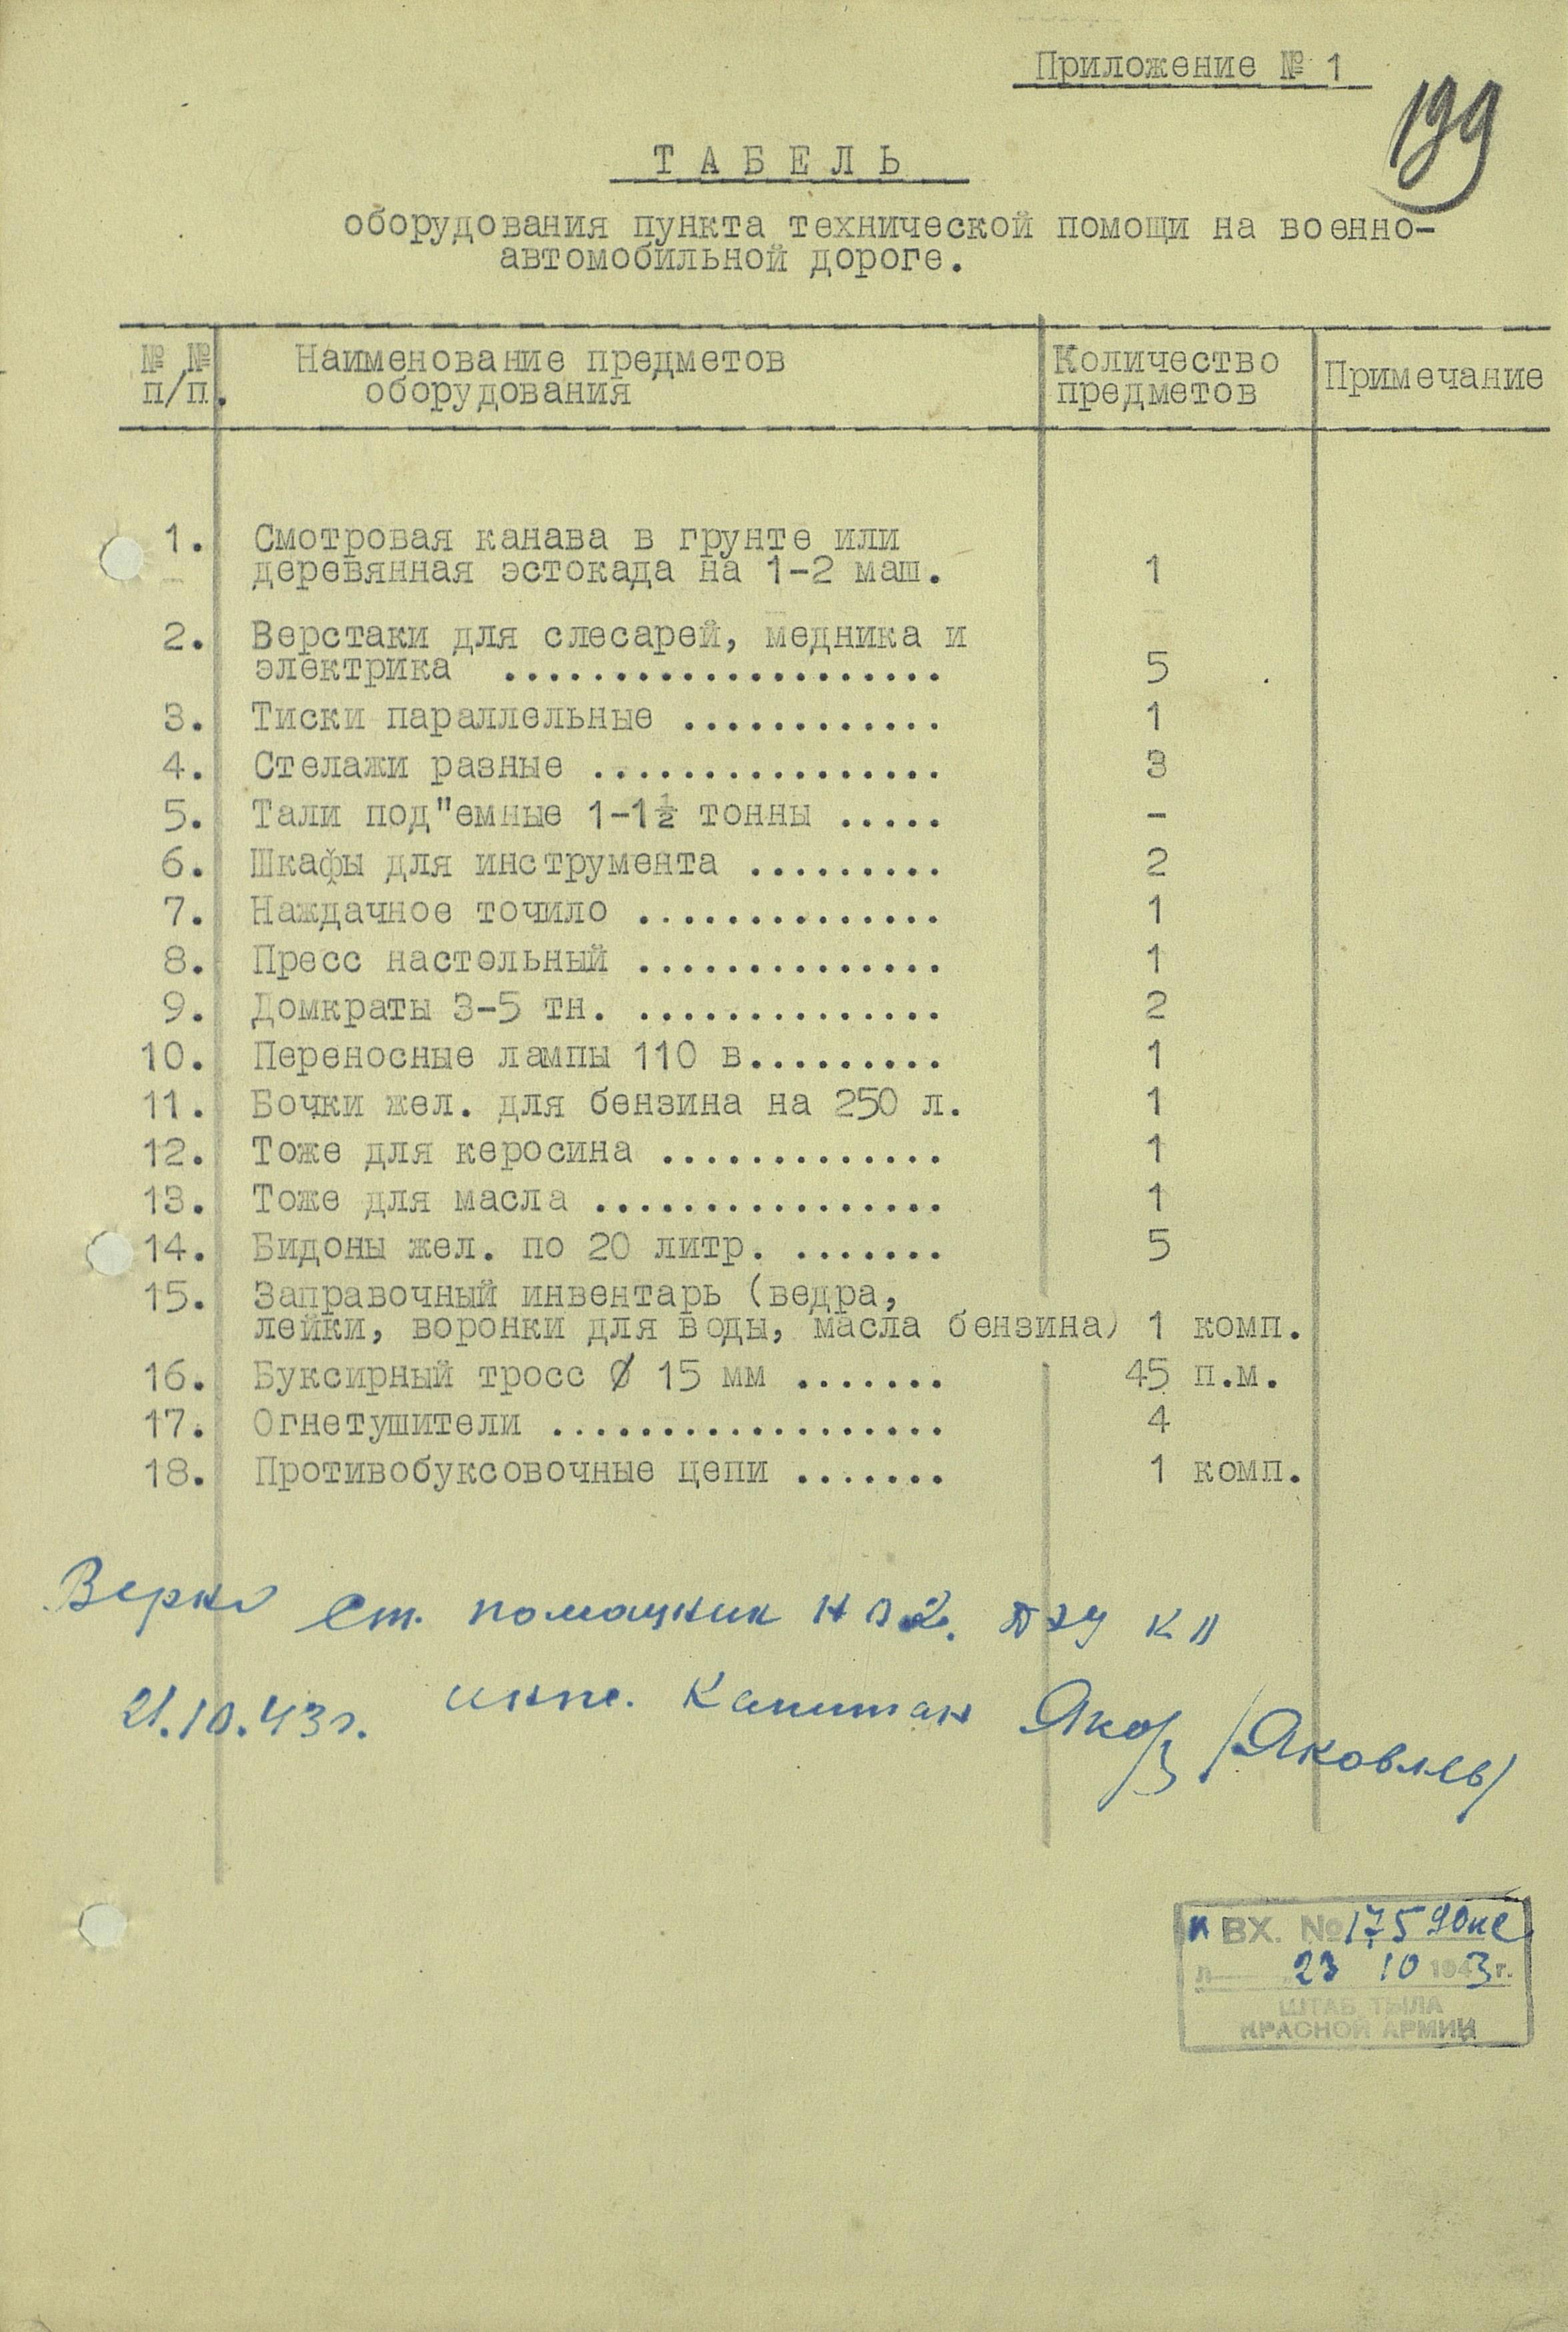 Приложение № 1
199
ТАБЕЛЬ
оборудования пункта технической помощи на военно-
автомобильной дороге.
№ № Наименование предметов Количество Примечание
п/п. оборудования предметов
1. Смотровая канава в грунте или
деревянная эстокада на 1-2 маш. 1
2. Верстаки для слесарей, медника и
электрика .................... 5
3. Тиски параллельные ............ 1
4. Стелажи разные ................ 3
5. Тали под"емные 1-1½ тонны ..... -
6. Шкафы для инструмента ......... 2
7. Наждачное точило .............. 1
8. Пресс настольный .............. 1
9. Домкраты 3-5 тн. .............. 2
10. Переносные лампы 110 в......... 1
11. Бочки жел. для бензина на 250 л. 1
12. Тоже для керосина ............. 1
13. Тоже для масла ................ 1
14. Бидоны жел. по 20 литр. ....... 5
15. Заправочный инвентарь (ведра,
лейки, воронки для воды, масла бензина) 1 комп.
16. Буксирный тросс Ø 15 мм ....... 45 п.м.
17. Огнетушители .................. 4
18. Противобуксовочные цепи ....... 1 комп.
Верно Ст. помощник
21.10.43г. Капитан /Яковлев/
ВХ. № 17590
23 10 1943 г.
ШТАБ ТЫЛА
КРАСНОЙ АРМИИ